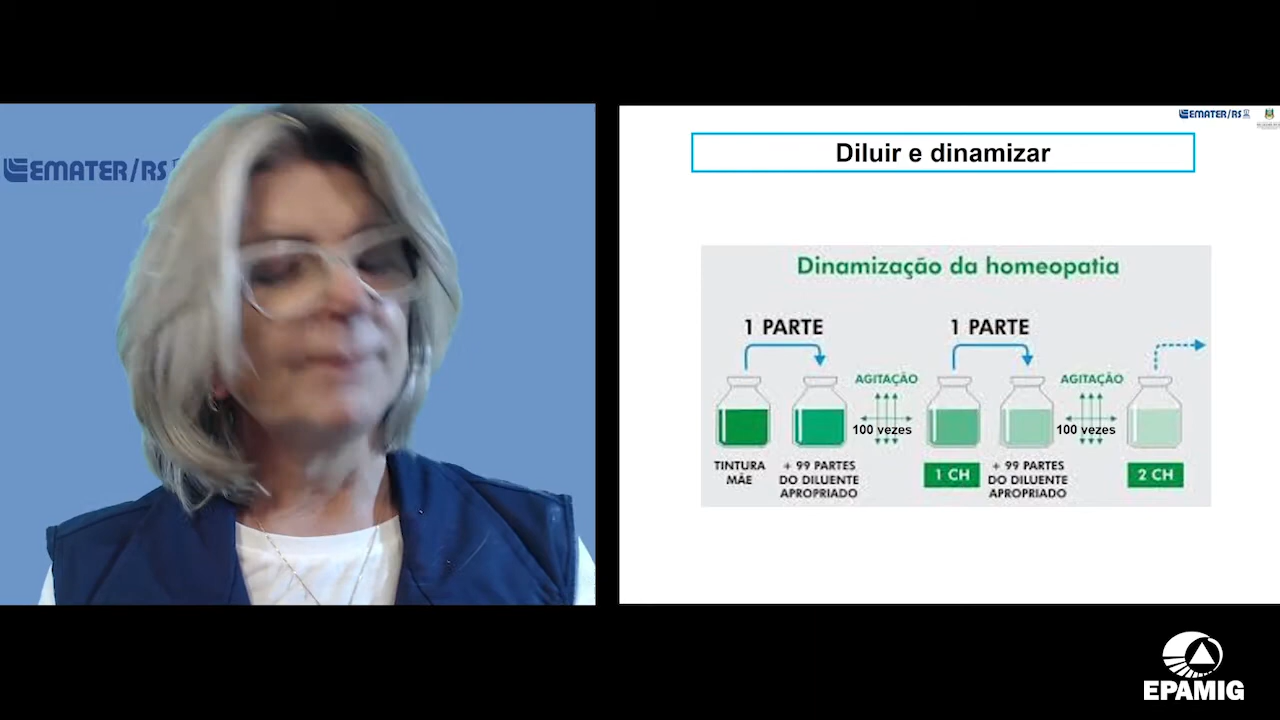 EMATER/RS
EMATER/RS
Diluir e dinamizar
Dinamização da homeopatia
1 PARTE
1 PARTE
AGITAÇÃO
AGITAÇÃO
100 vezes
100 vezes
TINTURA
MÃE
+ 99 PARTES
DO DILUENTE
APROPRIADO
1 CH
+ 99 PARTES
DO DILUENTE
APROPRIADO
2 CH
EPAMIG